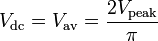 V_dc = V_av = 2V_peak / π